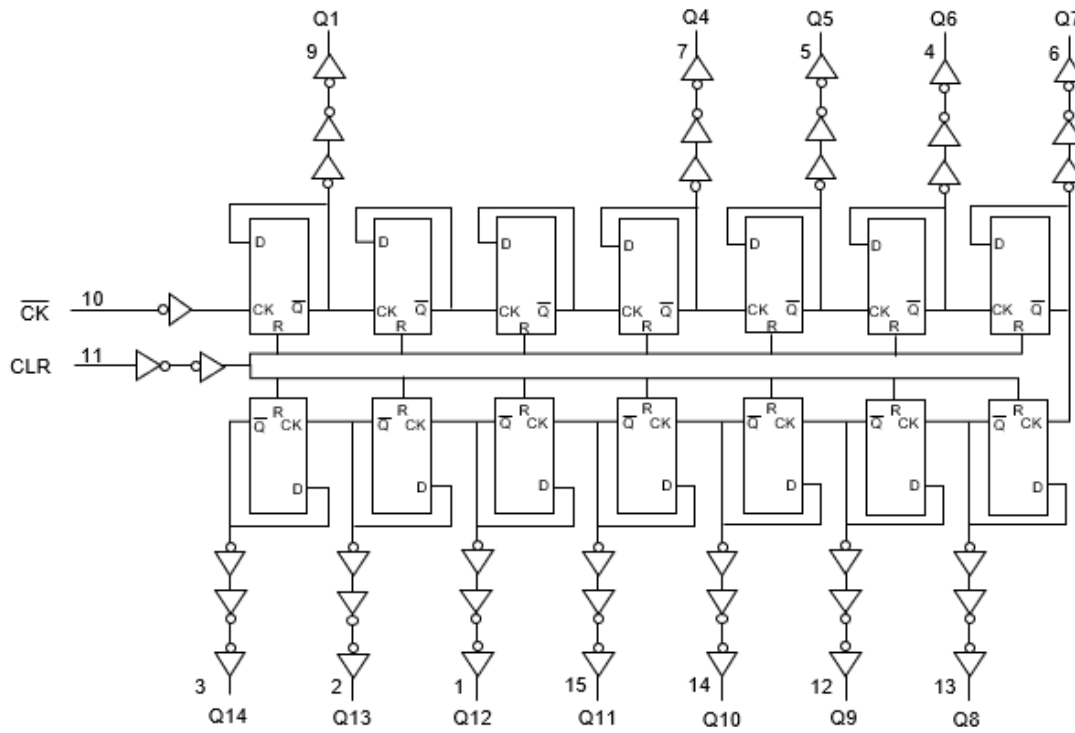 Q1 Q4 Q5 Q6 Q7
9 7 5 4 6
D D D D D D D
CK 10 CK Q CK Q CK Q CK Q CK Q CK Q CK Q
R R R R R R R
CLR 11
R R R R R R R
Q CK Q CK Q CK Q CK Q CK Q CK Q CK
D D D D D D D
3 2 1 15 14 12 13
Q14 Q13 Q12 Q11 Q10 Q9 Q8